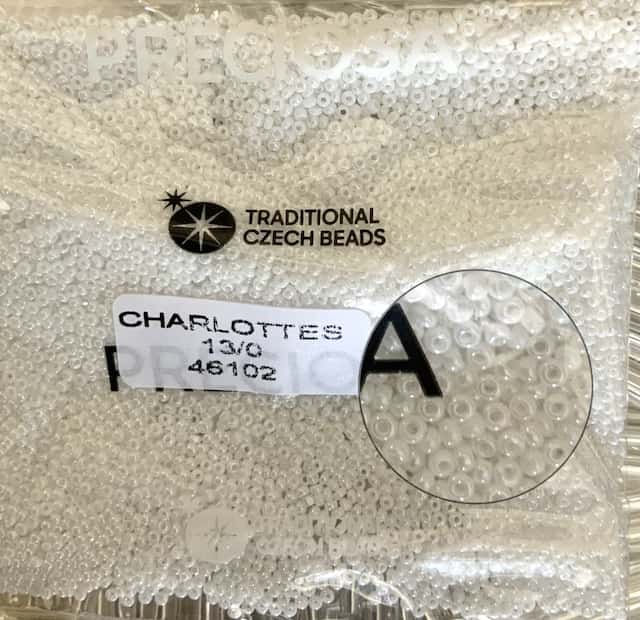 PRECIOSA
TRADITIONAL
CZECH BEADS
CHARLOTTES
13/0
46102
PRECIOSA